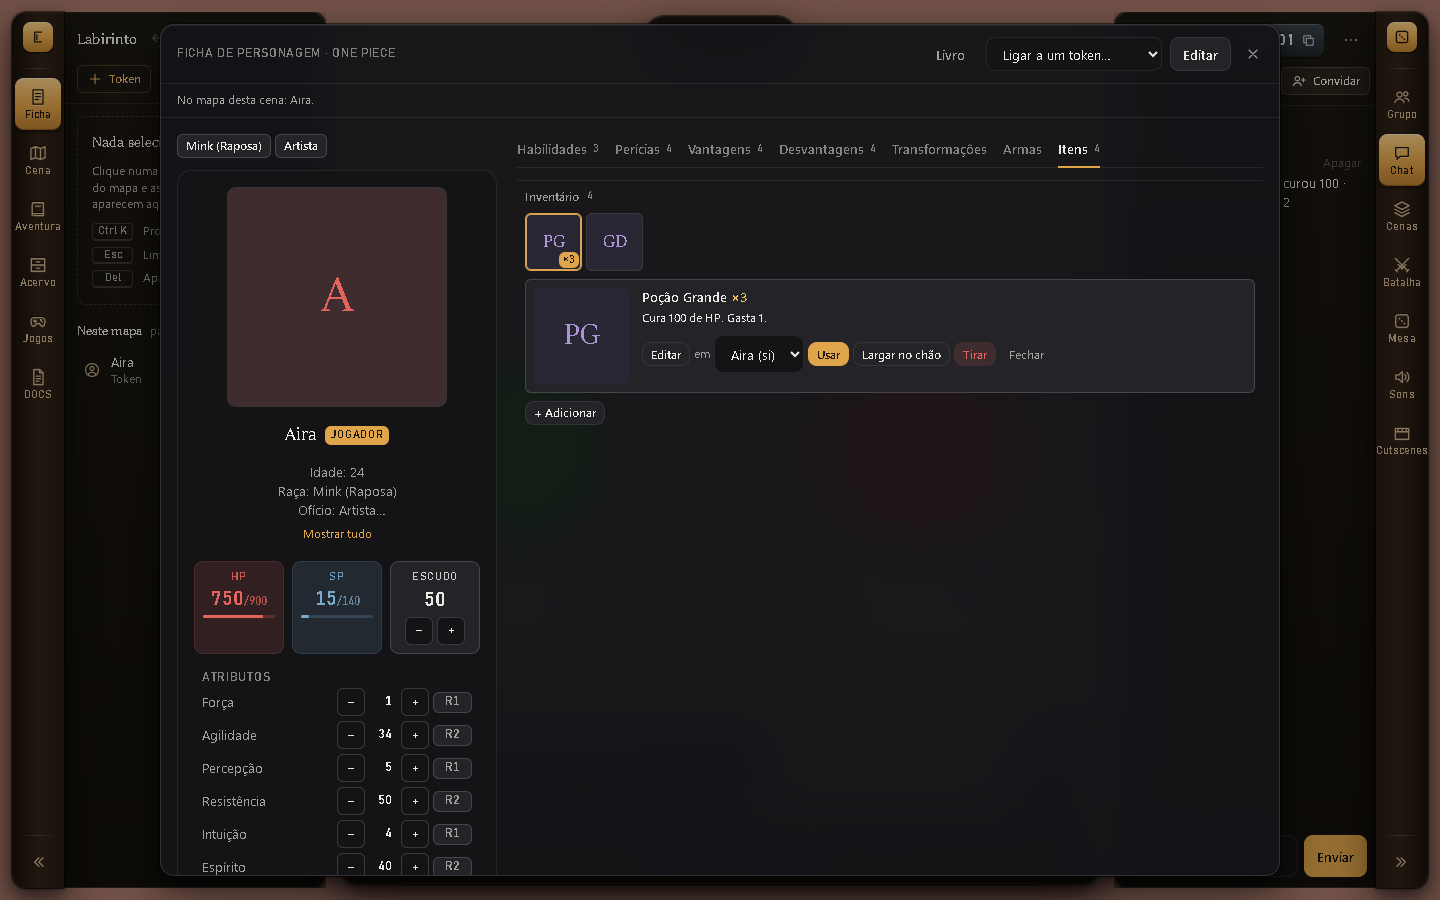 E
Ficha
Cena
Aventura
Acervo
Jogos
DOCS
Labirinto
+ Token
Nada selec
Clique numa
do mapa e as
aparecem aq
Ctrl K Pro
Esc Lim
Del Apa
Neste mapa pa
Aira
Token
FICHA DE PERSONAGEM · ONE PIECE
Livro
Ligar a um token...
Editar
No mapa desta cena: Aira.
Mink (Raposa)
Artista
A
Aira JOGADOR
Idade: 24
Raça: Mink (Raposa)
Ofício: Artista...
Mostrar tudo
HP
750/900
SP
15/140
ESCUDO
50
− +
ATRIBUTOS
Força − 1 + R1
Agilidade − 34 + R2
Percepção − 5 + R1
Resistência − 50 + R2
Intuição − 4 + R1
Espírito − 40 + R2
Habilidades 3 Perícias 4 Vantagens 4 Desvantagens 4 Transformações Armas Itens 4
Inventário 4
PG ×3
GD
PG
Poção Grande ×3
Cura 100 de HP. Gasta 1.
Editar em Aira (si) Usar Largar no chão Tirar Fechar
+ Adicionar
01
Convidar
Apagar
curou 100 ·
2
Enviar
Grupo
Chat
Cenas
Batalha
Mesa
Sons
Cutscenes